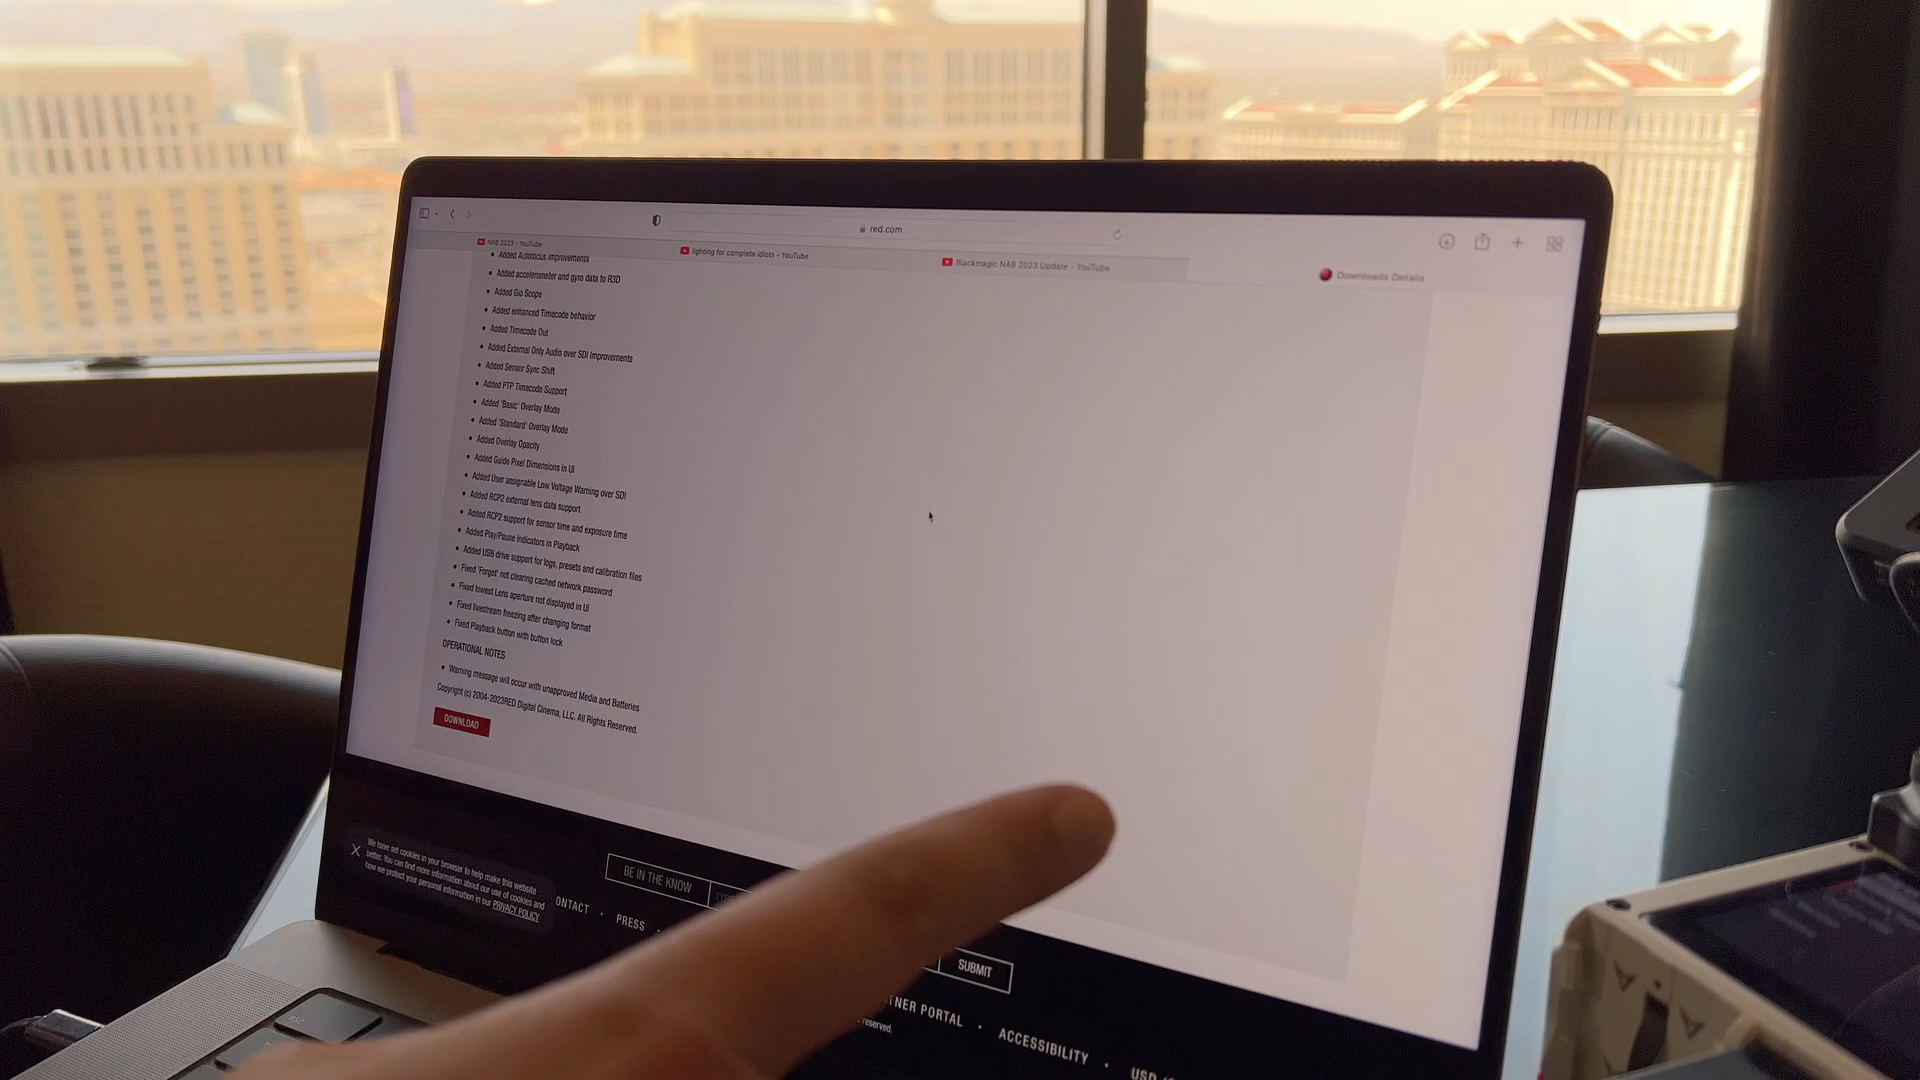 red.com
NAB 2023 - YouTube
lighting for complete idiots - YouTube
Blackmagic NAB 2023 Update - YouTube
Downloads Details
• Added Autofocus improvements
• Added accelerometer and gyro data to R3D
• Added Gio Scope
• Added enhanced Timecode behavior
• Added Timecode Out
• Added External Only Audio over SDI Improvements
• Added Sensor Sync Shift
• Added PTP Timecode Support
• Added 'Basic' Overlay Mode
• Added 'Standard' Overlay Mode
• Added Overlay Opacity
• Added Guide Pixel Dimensions in UI
• Added User assignable Low Voltage Warning over SDI
• Added RCP2 external lens data support
• Added RCP2 support for sensor time and exposure time
• Added Play/Pause indicators in Playback
• Added USB drive support for logs, presets and calibration files
• Fixed 'Forget' not clearing cached network password
• Fixed lowest Lens aperture not displayed in UI
• Fixed livestream freezing after changing format
• Fixed Playback button with button lock
OPERATIONAL NOTES
• Warning message will occur with unapproved Media and Batteries
Copyright (c) 2004-2023RED Digital Cinema, LLC. All Rights Reserved.
DOWNLOAD
We have set cookies in your browser to help make this website
better. You can find more information about our use of cookies and
how we protect your personal information in our PRIVACY POLICY
BE IN THE KNOW
SUBMIT
ONTACT • PRESS •
TNER PORTAL • ACCESSIBILITY • USD
reserved.
esc